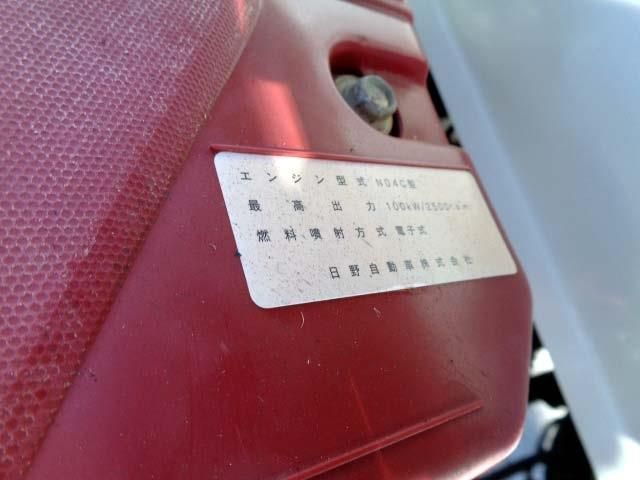 エンジン型式 N04C型
最高出力 100kW/2500r.p.m
燃料噴射方式 電子式
日野自動車株式会社